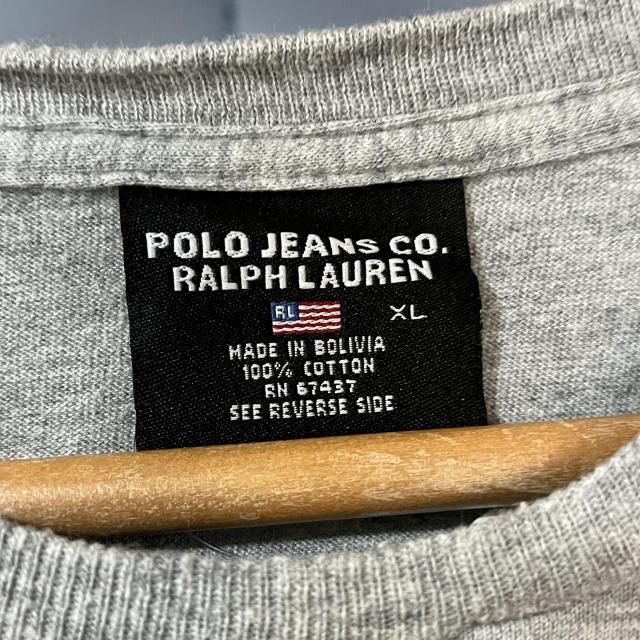 POLO JEANS CO.
RALPH LAUREN
RL XL
MADE IN BOLIVIA
100% COTTON
RN 67437
SEE REVERSE SIDE